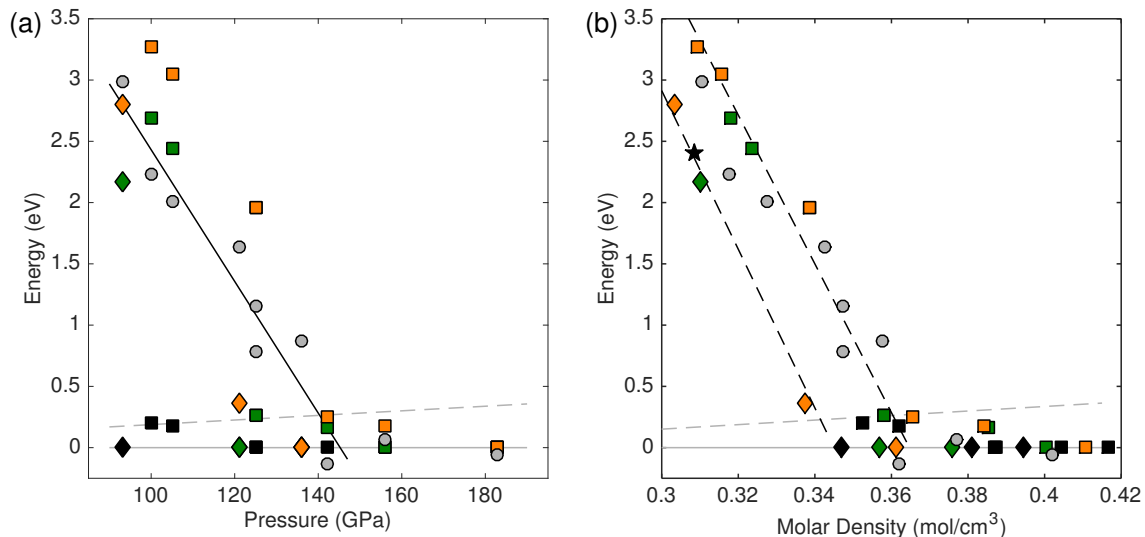 (a)
3.5
3
2.5
2
1.5
1
0.5
0
Energy (eV)
100 120 140 160 180
Pressure (GPa)
(b)
3.5
3
2.5
2
1.5
1
0.5
0
Energy (eV)
0.3 0.32 0.34 0.36 0.38 0.4 0.42
Molar Density (mol/cm³)